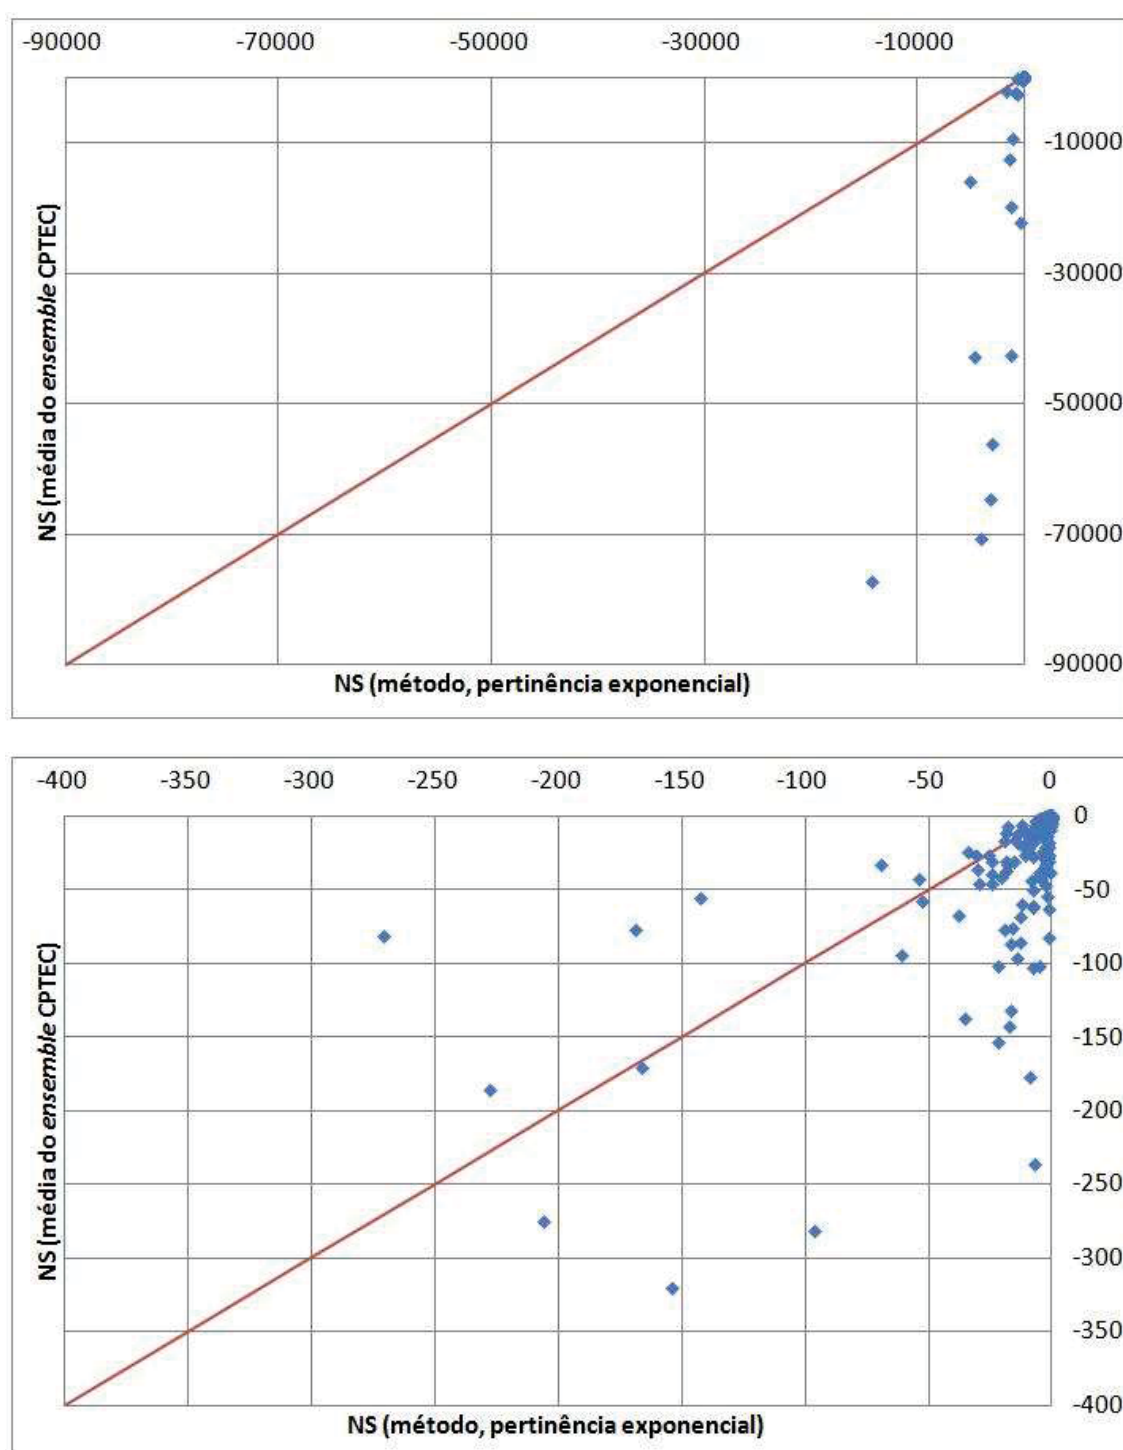 -90000 -70000 -50000 -30000 -10000
-10000
-30000
-50000
-70000
-90000
NS (média do ensemble CPTEC)
NS (método, pertinência exponencial)
-400 -350 -300 -250 -200 -150 -100 -50 0
0
-50
-100
-150
-200
-250
-300
-350
-400
NS (média do ensemble CPTEC)
NS (método, pertinência exponencial)